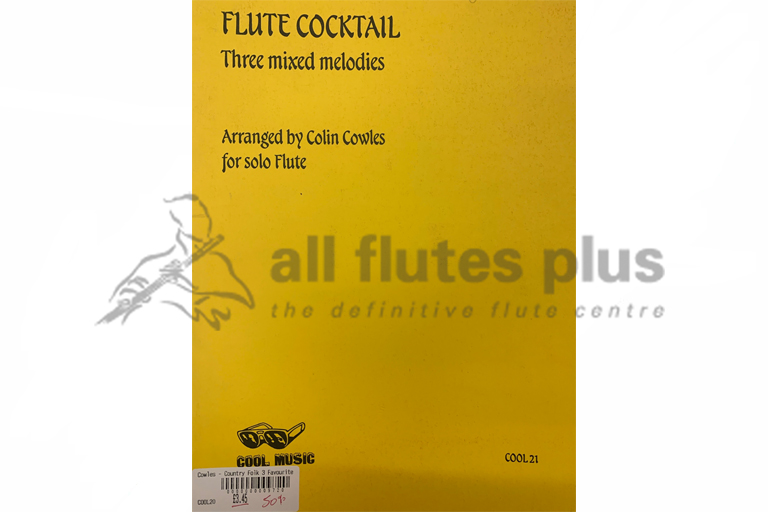 FLUTE COCKTAIL
Three mixed melodies
Arranged by Colin Cowles
for solo Flute
all flutes plus
the definitive flute centre
COOL MUSIC
COOL 21
Cowles - Country Folk 3 Favourite
COOL20
£3.45
50%